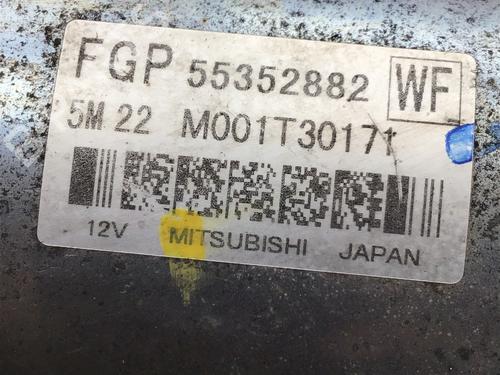 FGP 55352882 WF
5M 22 M001T30171
12V MITSUBISHI JAPAN